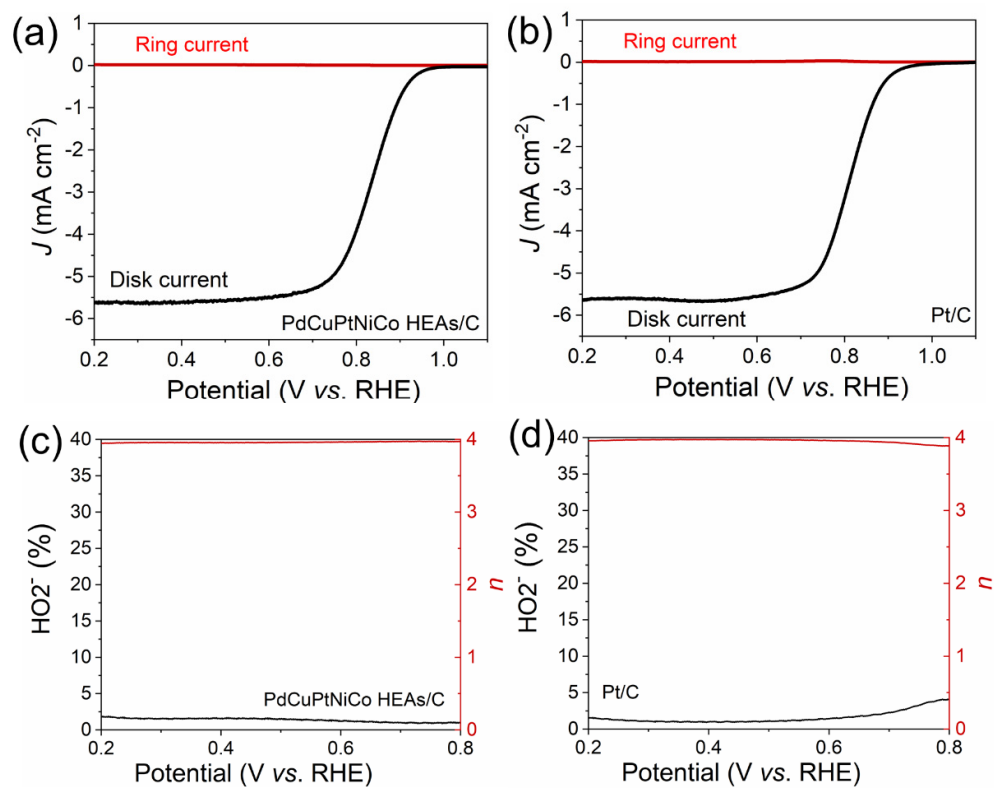 (a)
Ring current
1
0
-1
-2
-3
-4
-5
-6
J (mA cm⁻²)
Disk current
PdCuPtNiCo HEAs/C
0.2 0.4 0.6 0.8 1.0
Potential (V vs. RHE)
(b)
Ring current
1
0
-1
-2
-3
-4
-5
-6
J (mA cm⁻²)
Disk current
Pt/C
0.2 0.4 0.6 0.8 1.0
Potential (V vs. RHE)
(c)
40
35
30
25
20
15
10
5
0
HO2⁻ (%)
4
3
2
1
0
n
PdCuPtNiCo HEAs/C
0.2 0.4 0.6 0.8
Potential (V vs. RHE)
(d)
40
35
30
25
20
15
10
5
0
HO2⁻ (%)
4
3
2
1
0
n
Pt/C
0.2 0.4 0.6 0.8
Potential (V vs. RHE)